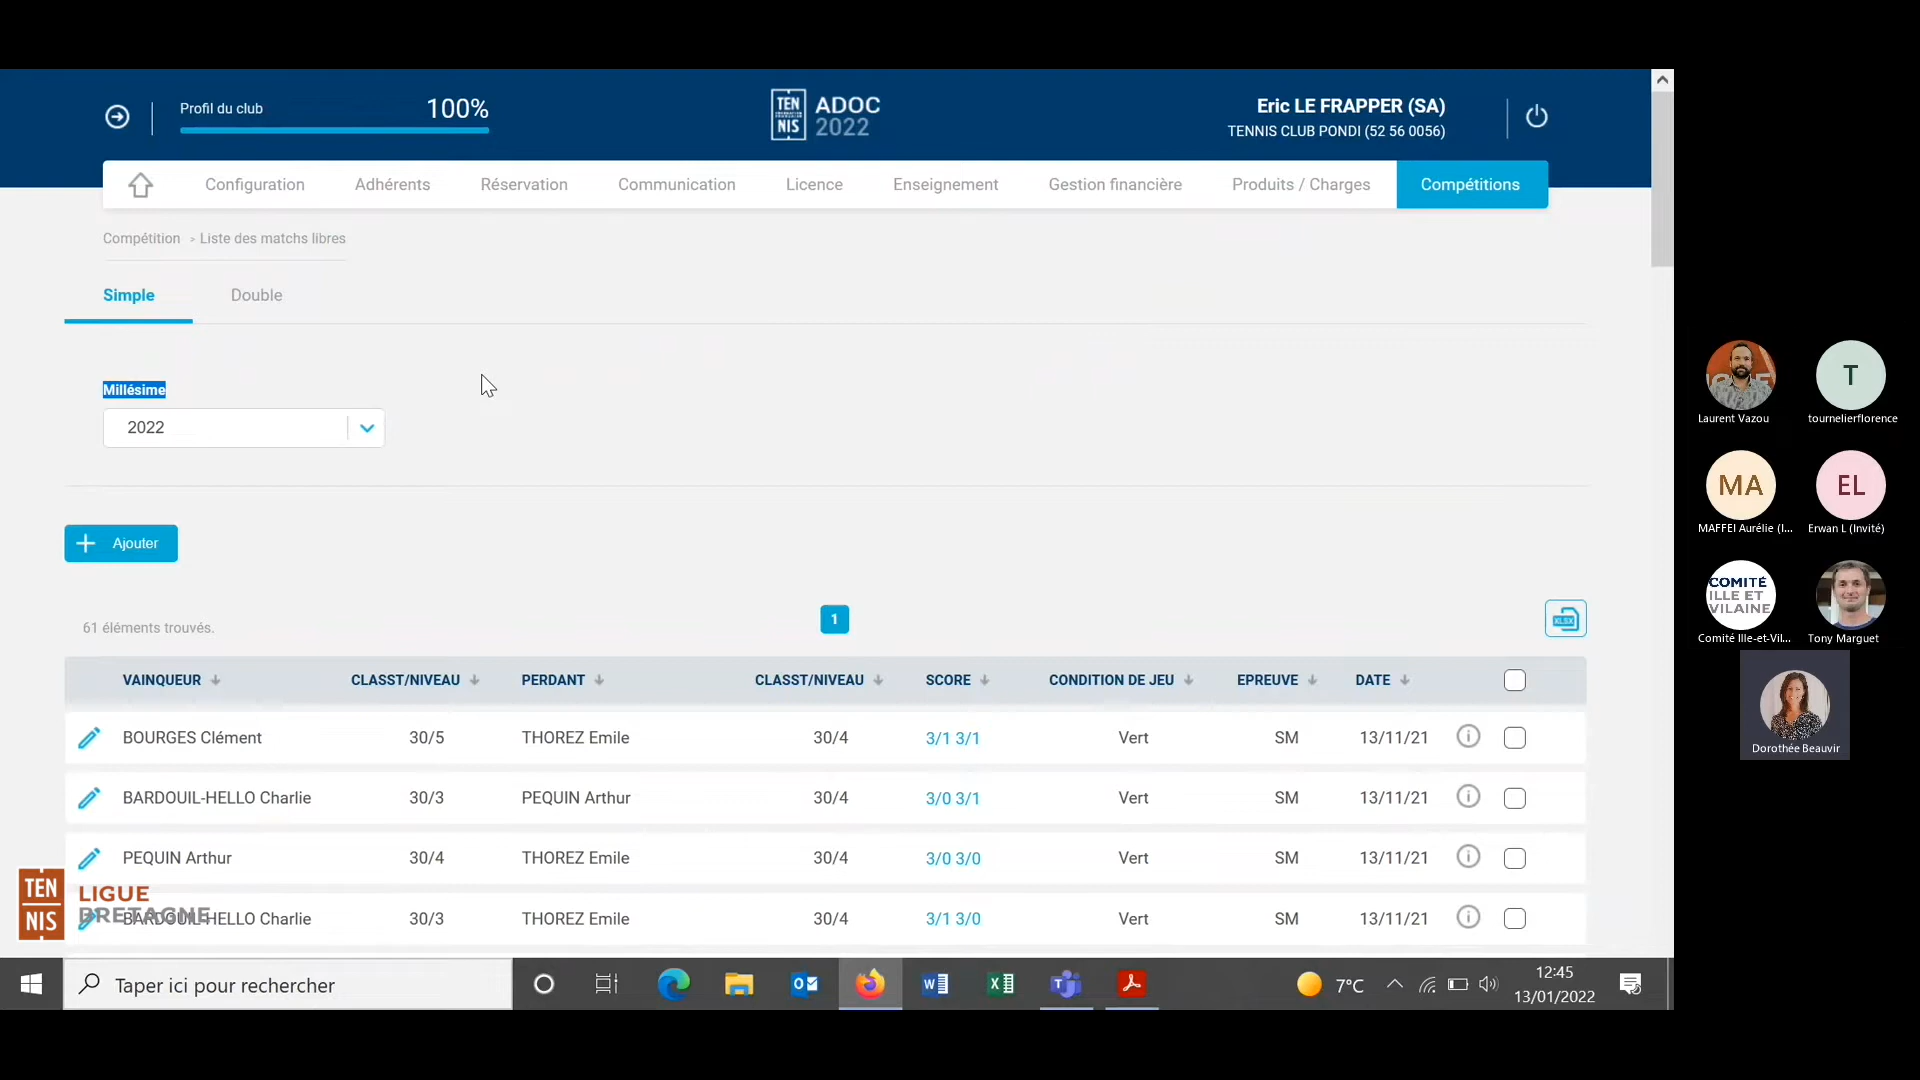 Profil du club 100%
TEN
NIS
ADOC
2022
Eric LE FRAPPER (SA)
TENNIS CLUB PONDI (52 56 0056)
Configuration Adhérents Réservation Communication Licence Enseignement Gestion financière Produits / Charges Compétitions
Compétition > Liste des matchs libres
Simple Double
Millésime
2022
Ajouter
61 éléments trouvés.
1
XLSX
VAINQUEUR CLASST/NIVEAU PERDANT CLASST/NIVEAU SCORE CONDITION DE JEU EPREUVE DATE
BOURGES Clément 30/5 THOREZ Emile 30/4 3/1 3/1 Vert SM 13/11/21
BARDOUIL-HELLO Charlie 30/3 PEQUIN Arthur 30/4 3/0 3/1 Vert SM 13/11/21
PEQUIN Arthur 30/4 THOREZ Emile 30/4 3/0 3/0 Vert SM 13/11/21
BARDOUIL-HELLO Charlie 30/3 THOREZ Emile 30/4 3/1 3/0 Vert SM 13/11/21
TEN
NIS
LIGUE
BRETAGNE
Taper ici pour rechercher
7°C
12:45
13/01/2022
Laurent Vazou
T
tournelierflorence
MA
MAFFEI Aurélie (I...
EL
Erwan L (Invité)
COMITÉ
ILLE ET
VILAINE
Comité Ille-et-Vil...
Tony Marguet
Dorothée Beauvir